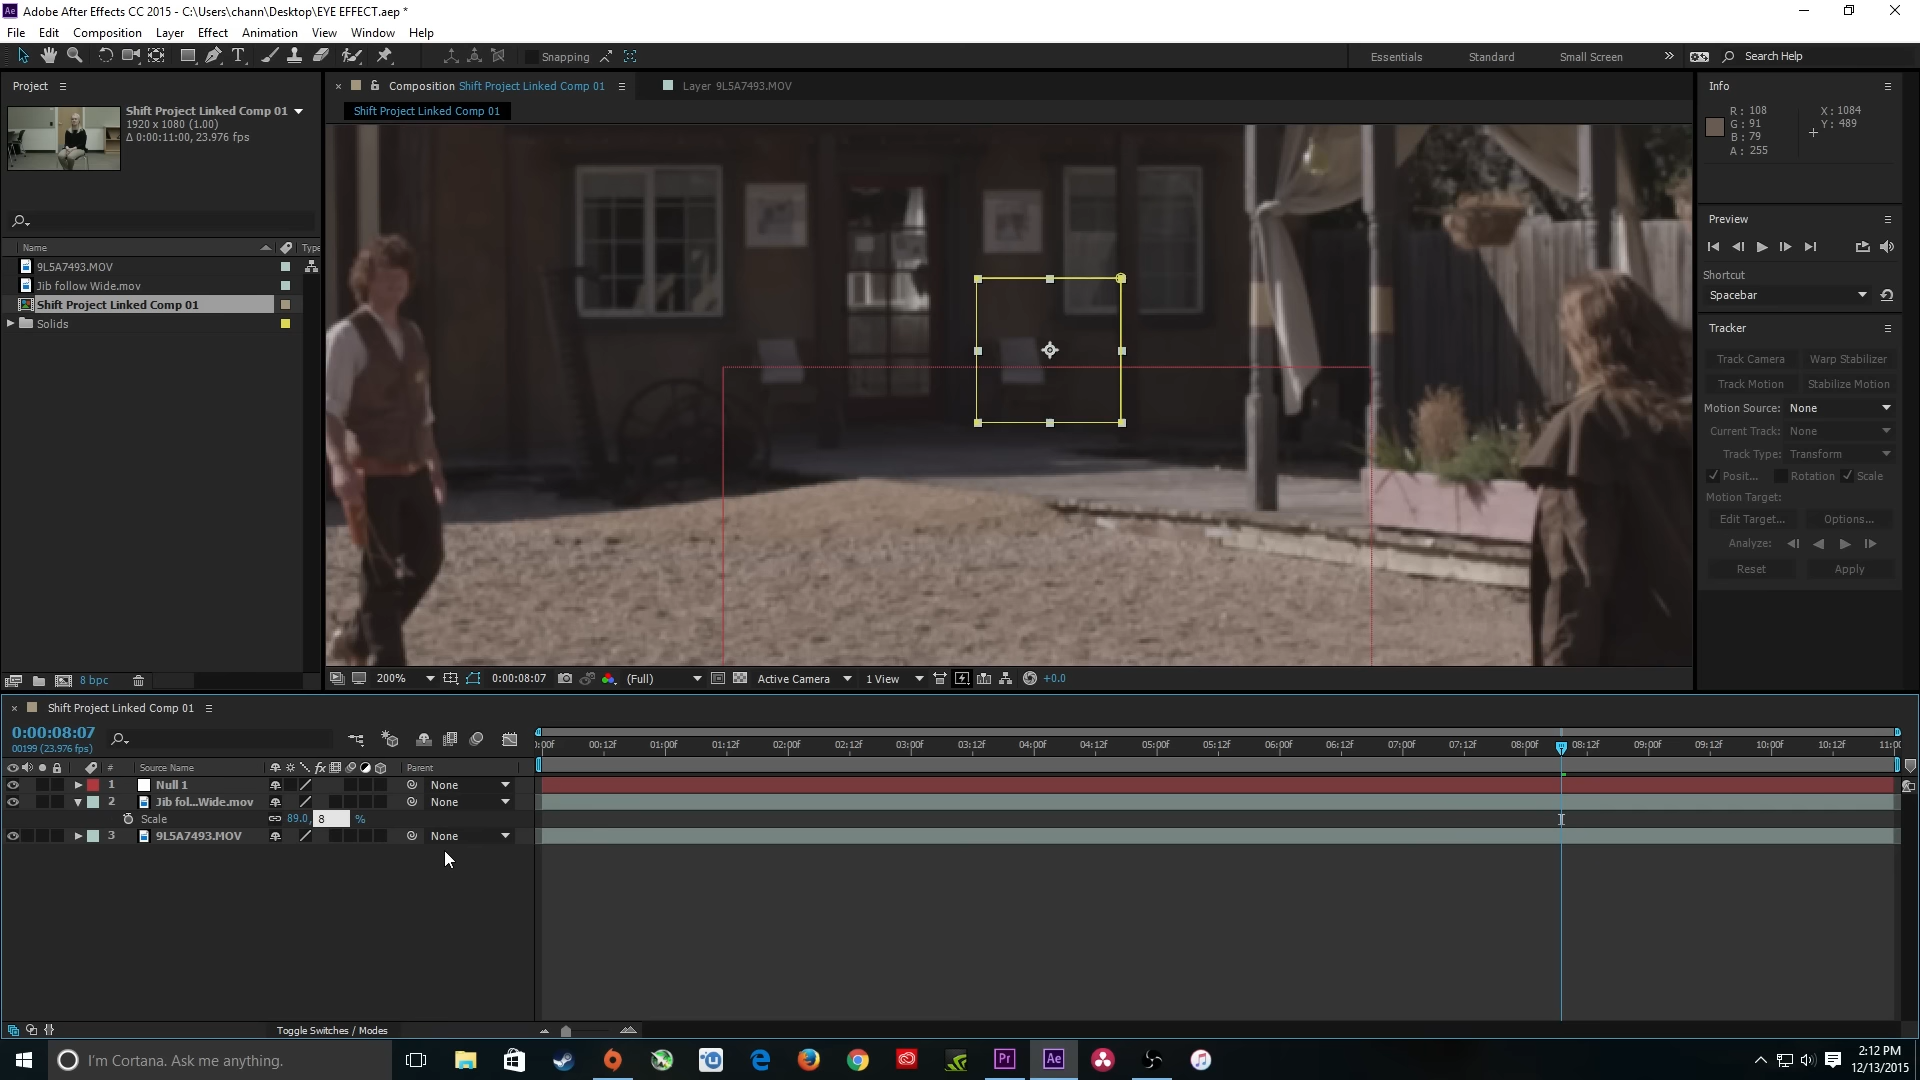 Adobe After Effects CC 2015 - C:\Users\chann\Desktop\EYE EFFECT.aep *
File Edit Composition Layer Effect Animation View Window Help
Snapping
Essentials Standard Small Screen Search Help
Project
Composition Shift Project Linked Comp 01
Layer 9L5A7493.MOV
Shift Project Linked Comp 01
Shift Project Linked Comp 01
1920 x 1080 (1.00)
Δ 0:00:11:00, 23.976 fps
Name Type
9L5A7493.MOV
Jib follow Wide.mov
Shift Project Linked Comp 01
Solids
8 bpc
200% 0:00:08:07 (Full) Active Camera 1 View +0.0
Info
R: 108 X: 1084
G: 91 Y: 489
B: 79
A: 255
Preview
Shortcut
Spacebar
Tracker
Track Camera Warp Stabilizer
Track Motion Stabilize Motion
Motion Source: None
Current Track: None
Track Type: Transform
Posit... Rotation Scale
Motion Target:
Edit Target... Options...
Analyze:
Reset Apply
Shift Project Linked Comp 01
0:00:08:07
00199 (23.976 fps)
:00f 00:12f 01:00f 01:12f 02:00f 02:12f 03:00f 03:12f 04:00f 04:12f 05:00f 05:12f 06:00f 06:12f 07:00f 07:12f 08:00f 08:12f 09:00f 09:12f 10:00f 10:12f 11:00
# Source Name fx Parent
1 Null 1 None
2 Jib fol...Wide.mov None
Scale 89.0, 8 %
3 9L5A7493.MOV None
Toggle Switches / Modes
I'm Cortana. Ask me anything.
Pr Ae
2:12 PM
12/13/2015